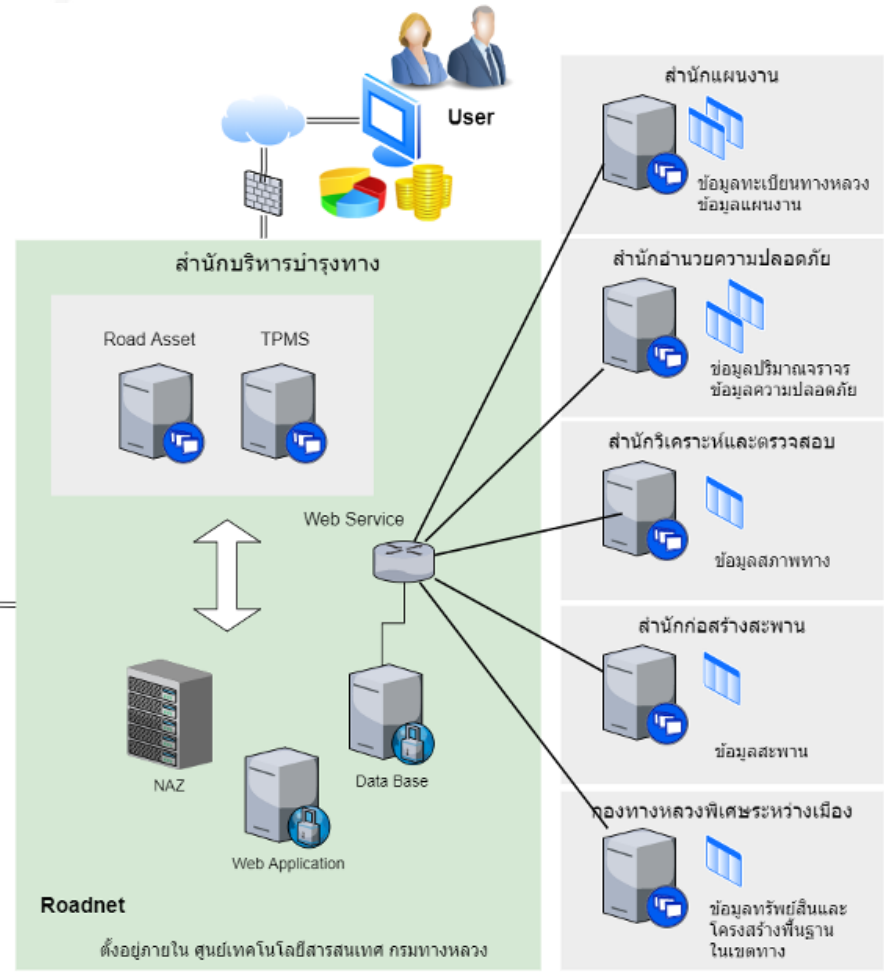 User
สำนักบริหารบำรุงทาง
Road Asset
TPMS
Web Service
NAZ
Data Base
Web Application
Roadnet
ตั้งอยู่ภายใน ศูนย์เทคโนโลยีสารสนเทศ กรมทางหลวง
สำนักแผนงาน
ข้อมูลทะเบียนทางหลวง
ข้อมูลแผนงาน
สำนักอำนวยความปลอดภัย
ข่อมูลปริมาณจราจร
ข้อมูลความปลอดภัย
สำนักวิเคราะห์และตรวจสอบ
ข้อมูลสภาพทาง
สำนักก่อสร้างสะพาน
ข้อมูลสะพาน
กองทางหลวงพิเศษระหว่างเมือง
ข้อมูลทรัพย์สินและ
โครงสร้างพื้นฐาน
ในเขตทาง